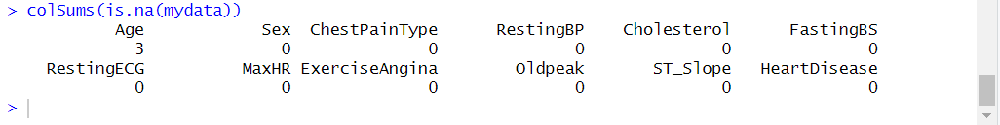 > colSums(is.na(mydata))
Age Sex ChestPainType RestingBP Cholesterol FastingBS
3 0 0 0 0 0
RestingECG MaxHR ExerciseAngina Oldpeak ST_Slope HeartDisease
0 0 0 0 0 0
>